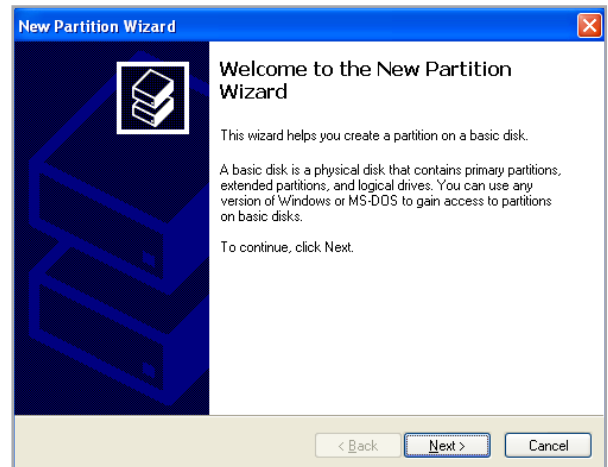 New Partition Wizard
Welcome to the New Partition
Wizard
This wizard helps you create a partition on a basic disk.
A basic disk is a physical disk that contains primary partitions,
extended partitions, and logical drives. You can use any
version of Windows or MS-DOS to gain access to partitions
on basic disks.
To continue, click Next.
< Back
Next >
Cancel